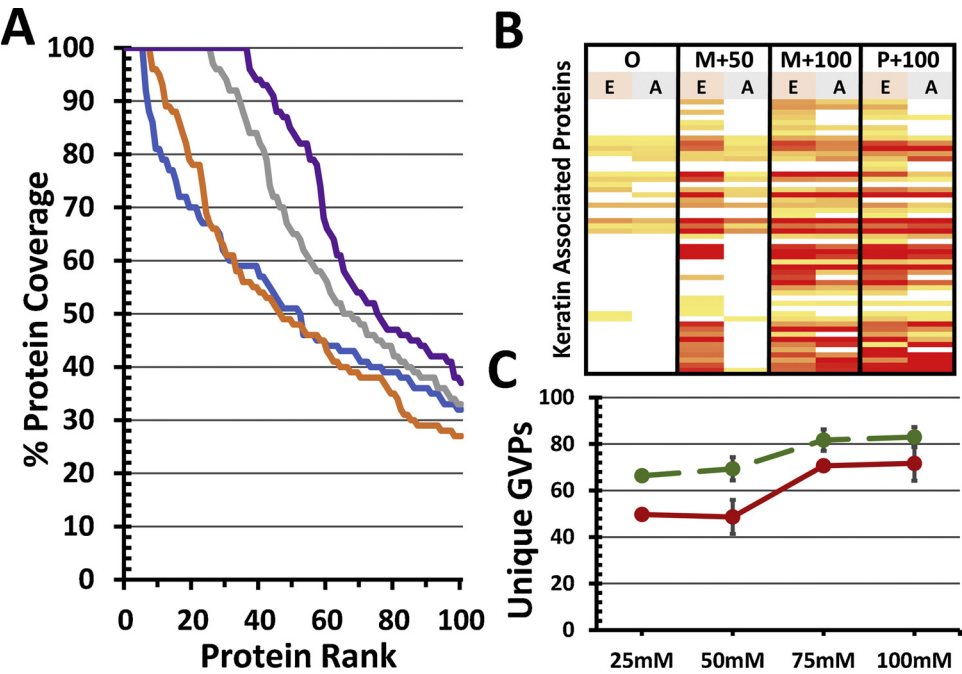 A
100
90
80
70
60
50
40
30
20
10
0
% Protein Coverage
0 20 40 60 80 100
Protein Rank
B
O M+50 M+100 P+100
E A E A E A E A
Keratin Associated Proteins
C
100
80
60
40
20
0
Unique GVPs
25mM 50mM 75mM 100mM